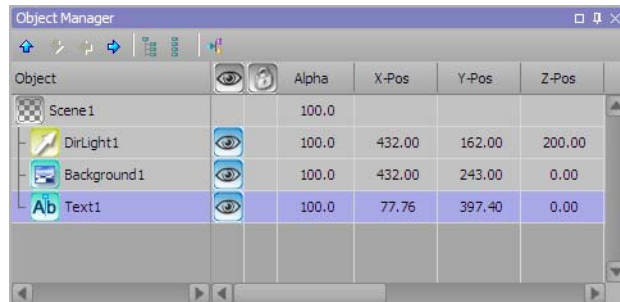 Object Manager
Object Alpha X-Pos Y-Pos Z-Pos
Scene1 100.0
DirLight1 100.0 432.00 162.00 200.00
Background1 100.0 432.00 243.00 0.00
Ab Text1 100.0 77.76 397.40 0.00